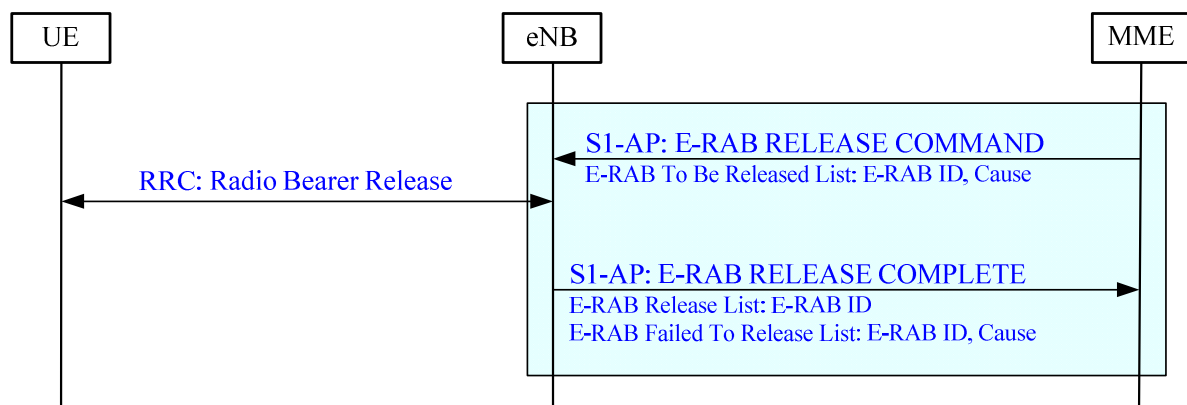 UE
eNB
MME
S1-AP: E-RAB RELEASE COMMAND
E-RAB To Be Released List: E-RAB ID, Cause
RRC: Radio Bearer Release
S1-AP: E-RAB RELEASE COMPLETE
E-RAB Release List: E-RAB ID
E-RAB Failed To Release List: E-RAB ID, Cause